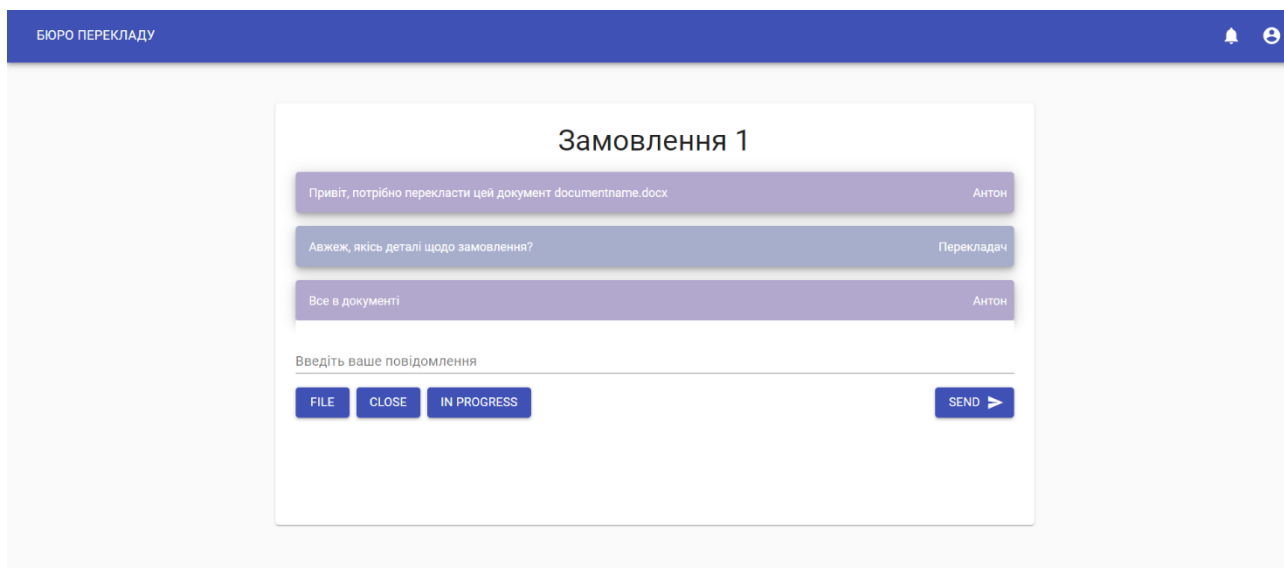 БЮРО ПЕРЕКЛАДУ
Замовлення 1
Привіт, потрібно перекласти цей документ documentname.docx Антон
Авжеж, якісь деталі щодо замовлення? Перекладач
Все в документі Антон
Введіть ваше повідомлення
FILE CLOSE IN PROGRESS SEND